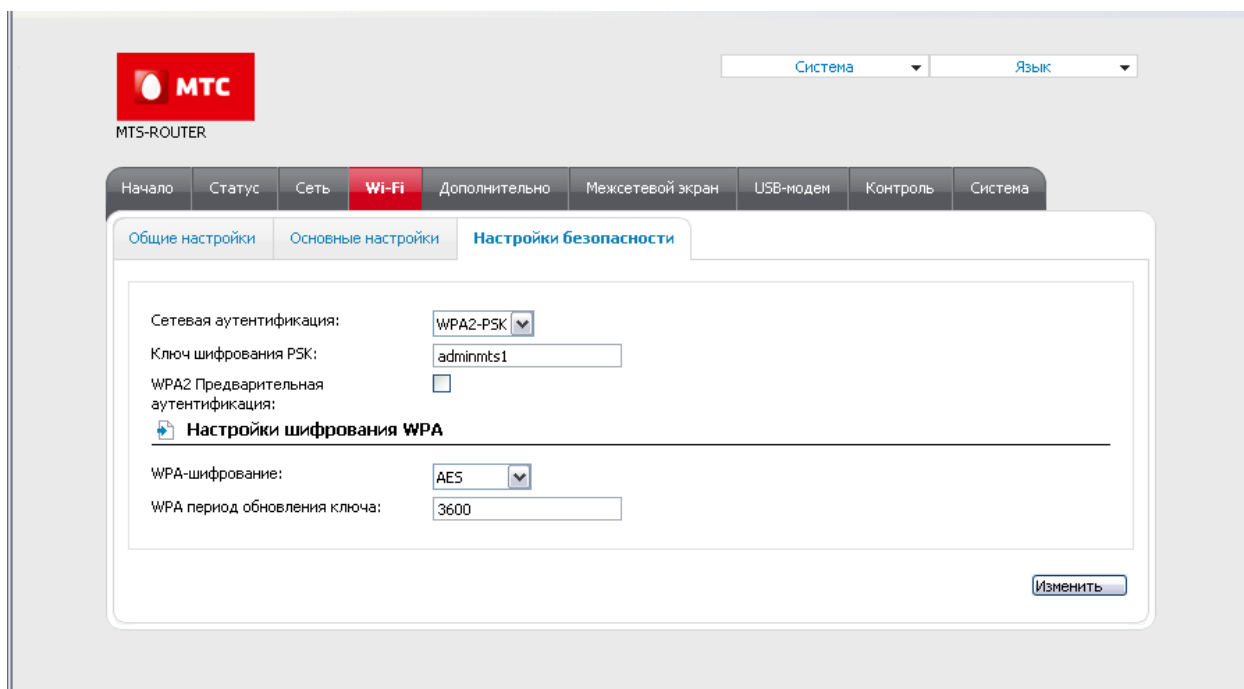 МТС
MTS-ROUTER
Система Язык
Начало Статус Сеть Wi-Fi Дополнительно Межсетевой экран USB-модем Контроль Система
Общие настройки Основные настройки Настройки безопасности
Сетевая аутентификация: WPA2-PSK
Ключ шифрования PSK: adminmts1
WPA2 Предварительная
аутентификация:
Настройки шифрования WPA
WPA-шифрование: AES
WPA период обновления ключа: 3600
Изменить